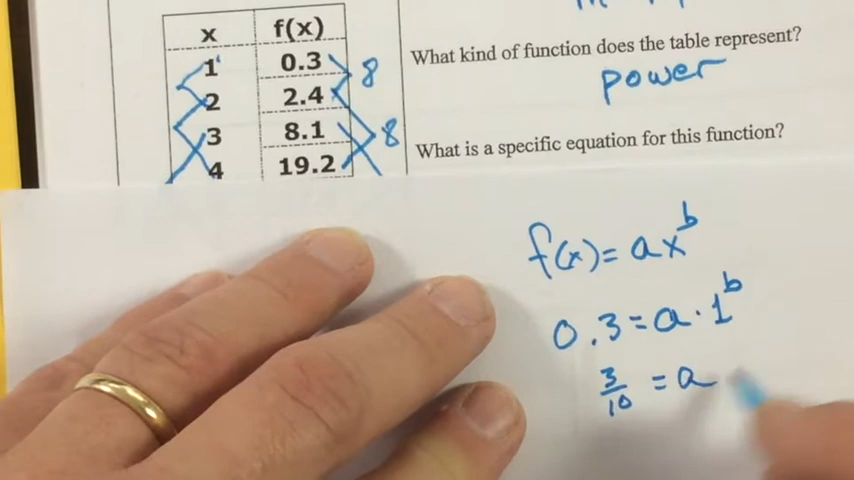 x f(x)
1 0.3
2 2.4
3 8.1
4 19.2
8
8
What kind of function does the table represent?
power
What is a specific equation for this function?
f(x) = ax^b
0.3 = a · 1^b
3/10 = a